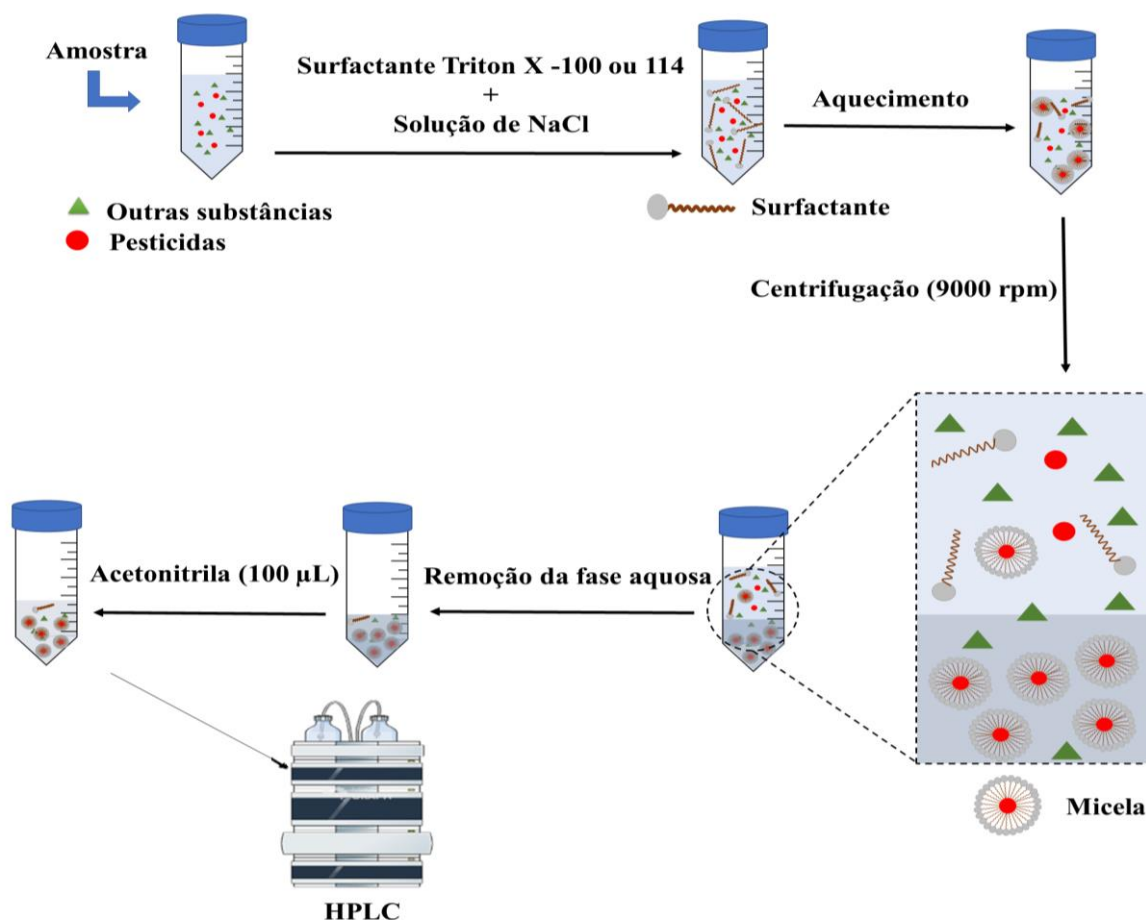 Amostra
Surfactante Triton X -100 ou 114
+
Solução de NaCl
Aquecimento
Outras substâncias
Pesticidas
Surfactante
Centrifugação (9000 rpm)
Acetonitrila (100 µL)
Remoção da fase aquosa
Micela
HPLC